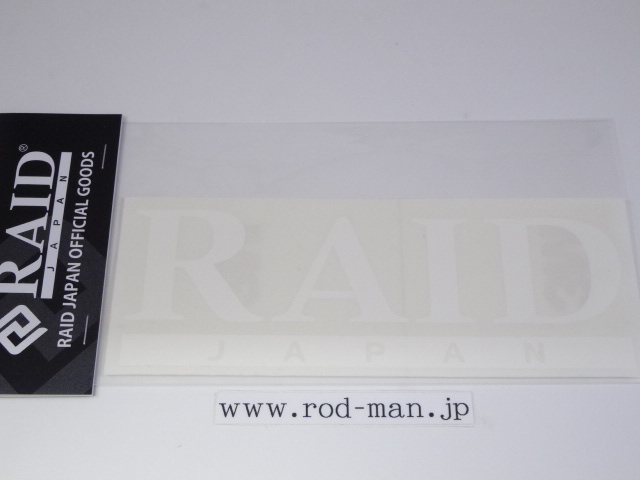 RAID®
JAPAN
RAID JAPAN OFFICIAL GOODS
RAID
JAPAN
www.rod-man.jp